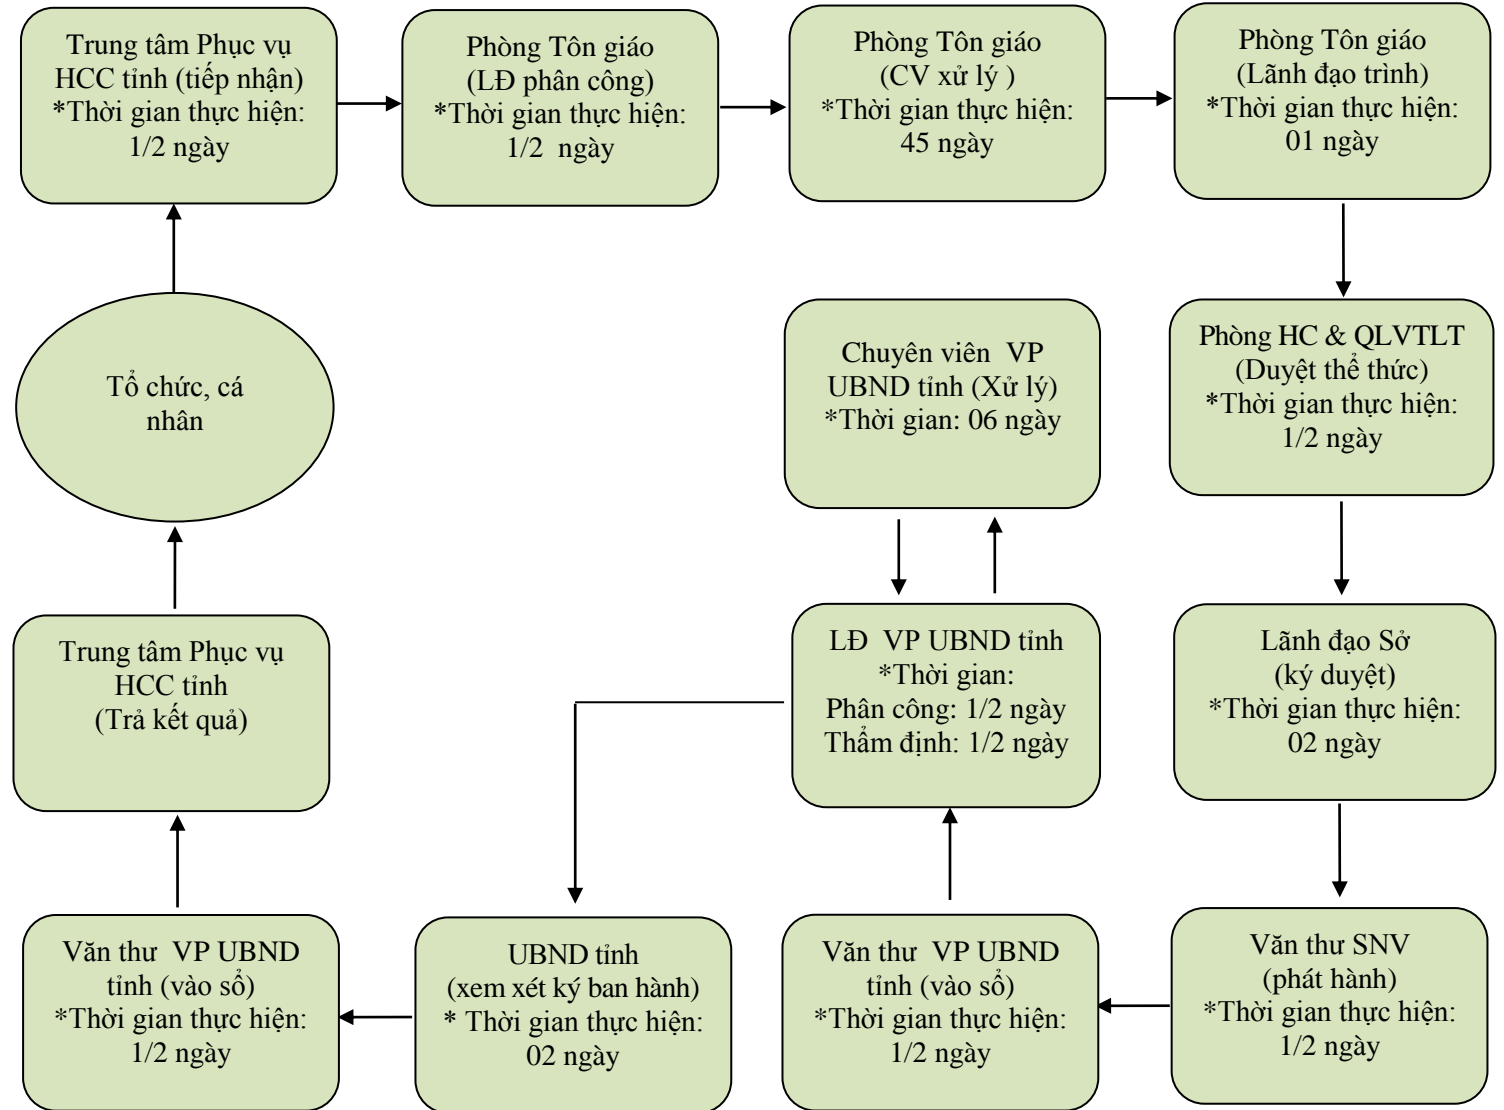 Trung tâm Phục vụ
HCC tỉnh (tiếp nhận)
*Thời gian thực hiện:
1/2 ngày
Phòng Tôn giáo
(LĐ phân công)
*Thời gian thực hiện:
1/2 ngày
Phòng Tôn giáo
(CV xử lý )
*Thời gian thực hiện:
45 ngày
Phòng Tôn giáo
(Lãnh đạo trình)
*Thời gian thực hiện:
01 ngày
Tổ chức, cá
nhân
Chuyên viên VP
UBND tỉnh (Xử lý)
*Thời gian: 06 ngày
Phòng HC & QLVTLT
(Duyệt thể thức)
*Thời gian thực hiện:
1/2 ngày
Trung tâm Phục vụ
HCC tỉnh
(Trả kết quả)
LĐ VP UBND tỉnh
*Thời gian:
Phân công: 1/2 ngày
Thẩm định: 1/2 ngày
Lãnh đạo Sở
(ký duyệt)
*Thời gian thực hiện:
02 ngày
Văn thư VP UBND
tỉnh (vào sổ)
*Thời gian thực hiện:
1/2 ngày
UBND tỉnh
(xem xét ký ban hành)
* Thời gian thực hiện:
02 ngày
Văn thư VP UBND
tỉnh (vào sổ)
*Thời gian thực hiện:
1/2 ngày
Văn thư SNV
(phát hành)
*Thời gian thực hiện:
1/2 ngày